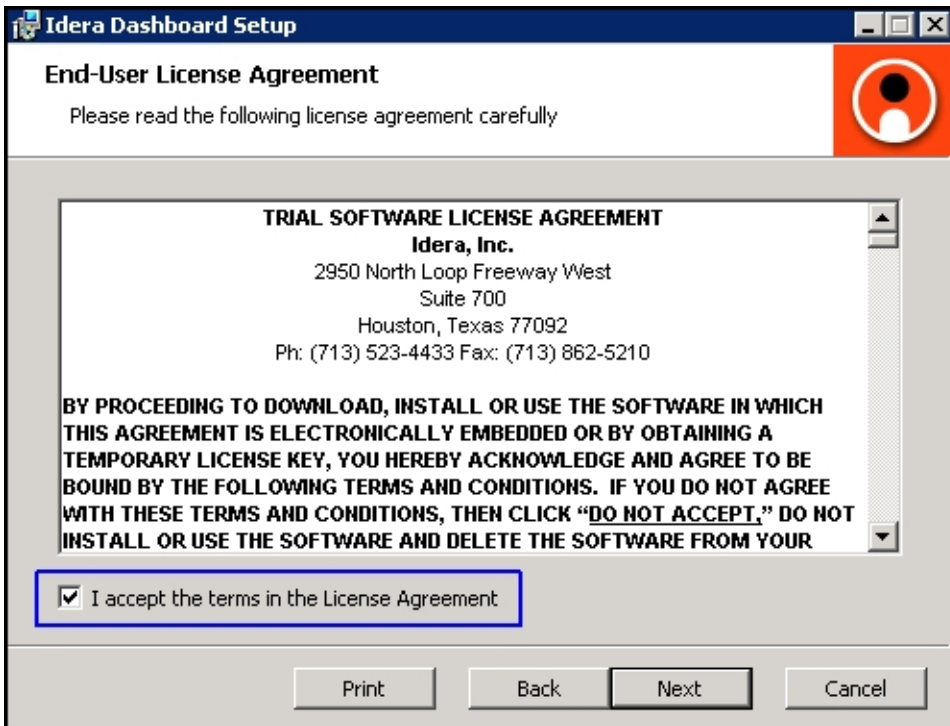 Idera Dashboard Setup
End-User License Agreement
Please read the following license agreement carefully
TRIAL SOFTWARE LICENSE AGREEMENT
Idera, Inc.
2950 North Loop Freeway West
Suite 700
Houston, Texas 77092
Ph: (713) 523-4433 Fax: (713) 862-5210
BY PROCEEDING TO DOWNLOAD, INSTALL OR USE THE SOFTWARE IN WHICH
THIS AGREEMENT IS ELECTRONICALLY EMBEDDED OR BY OBTAINING A
TEMPORARY LICENSE KEY, YOU HEREBY ACKNOWLEDGE AND AGREE TO BE
BOUND BY THE FOLLOWING TERMS AND CONDITIONS.  IF YOU DO NOT AGREE
WITH THESE TERMS AND CONDITIONS, THEN CLICK “DO NOT ACCEPT,” DO NOT
INSTALL OR USE THE SOFTWARE AND DELETE THE SOFTWARE FROM YOUR
I accept the terms in the License Agreement
Print Back Next Cancel